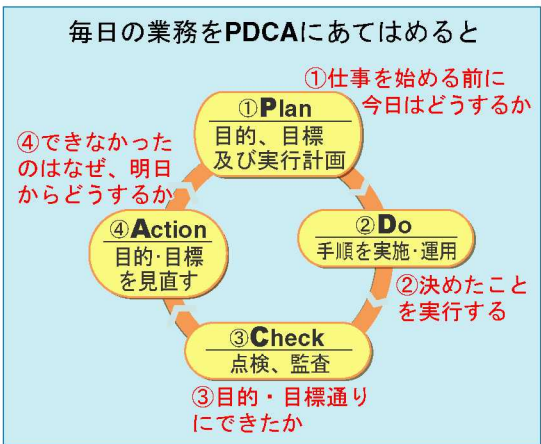 毎日の業務をPDCAにあてはめると
①仕事を始める前に
今日はどうするか
①Plan
目的、目標
及び実行計画
②Do
手順を実施・運用
②決めたこと
を実行する
③Check
点検、監査
③目的・目標通り
にできたか
④Action
目的・目標
を見直す
④できなかった
のはなぜ、明日
からどうするか